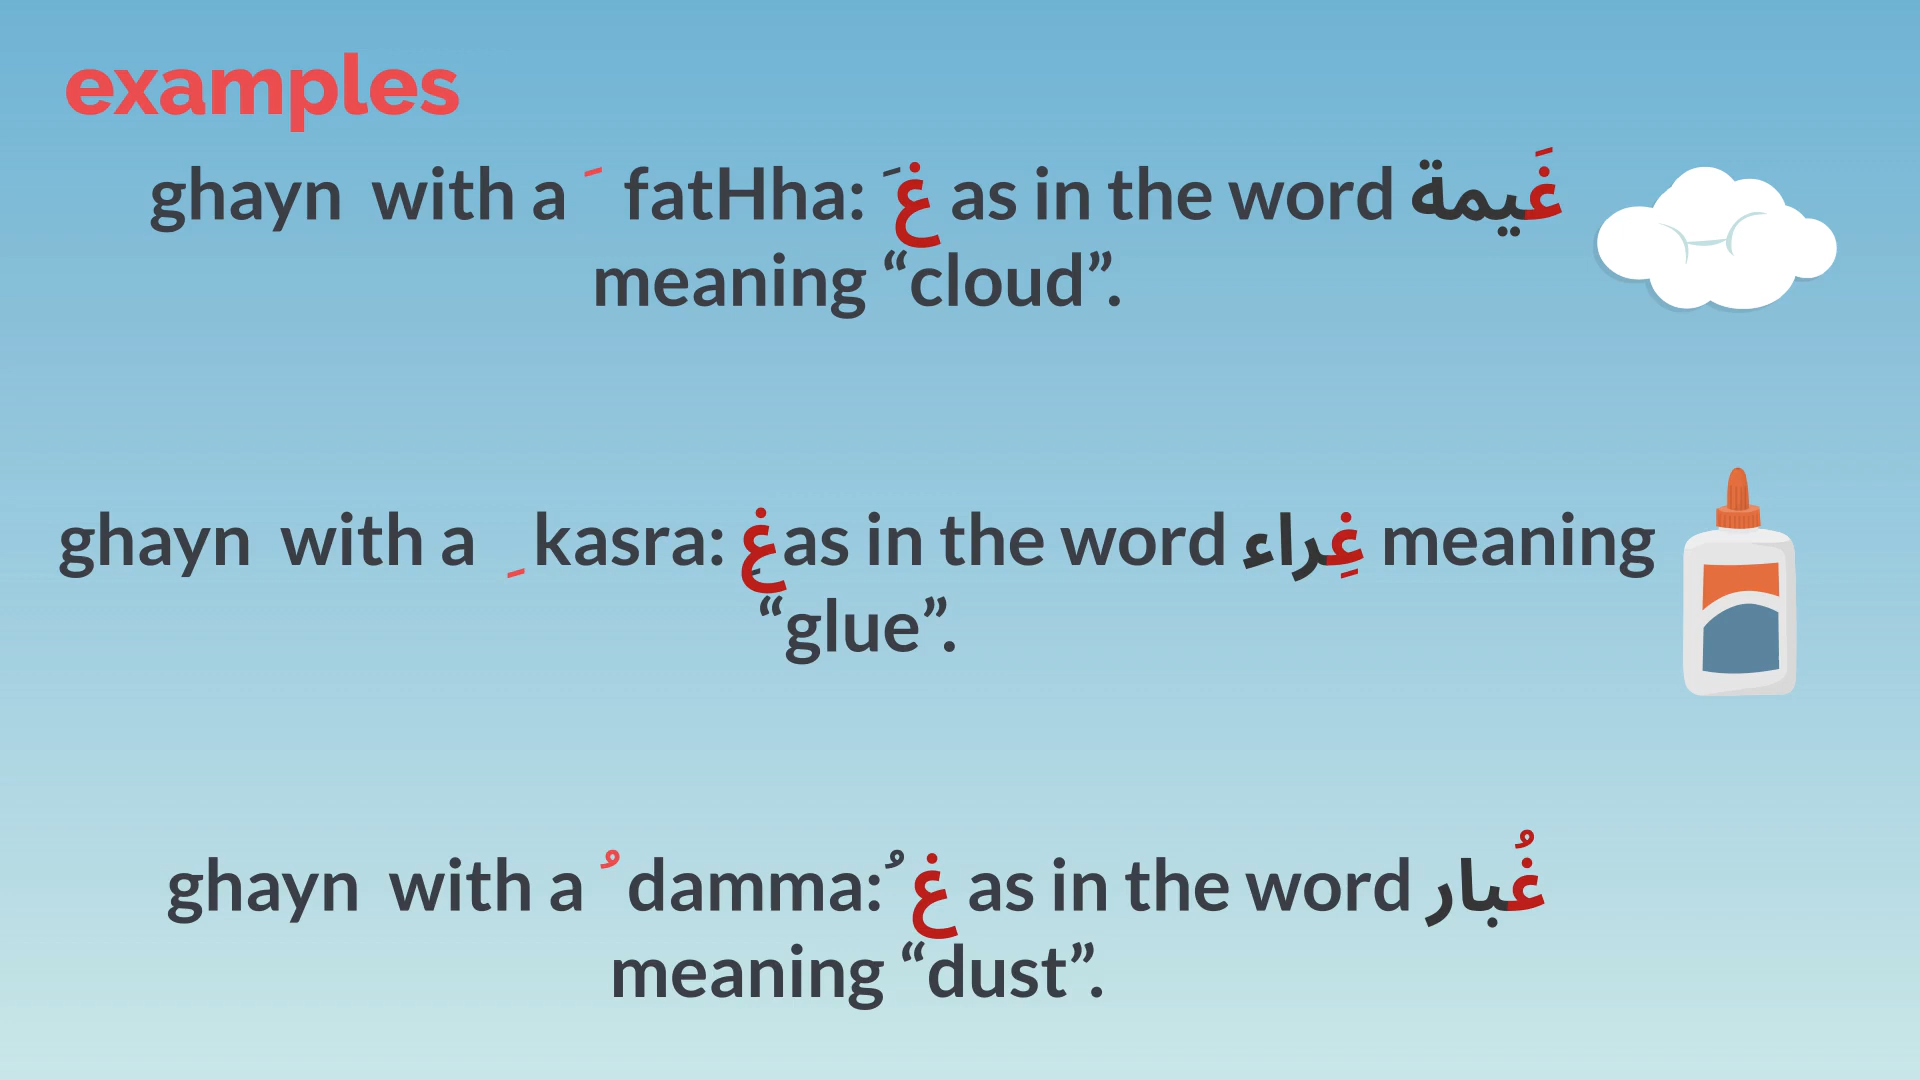 examples
ghayn with a َ fatHha: غَ as in the word غَيمة
meaning “cloud”.
ghayn with a ِ kasra: غِ as in the word غِراء meaning
“glue”.
ghayn with a ُ damma: غُ as in the word غُبار
meaning “dust”.